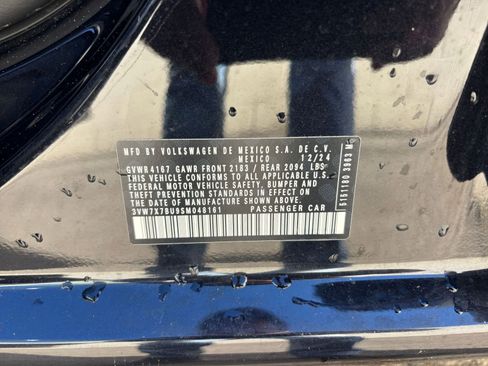 MFD BY VOLKSWAGEN DE MEXICO S.A. DE C.V.
MEXICO 12/24
GVWR 4167 GAWR FRONT 2183 / REAR 2094 LBS
THIS VEHICLE CONFORMS TO ALL APPLICABLE U.S.
FEDERAL MOTOR VEHICLE SAFETY, BUMPER AND
THEFT PREVENTION STANDARDS IN EFFECT ON
THE DATE OF MANUFACTURE SHOWN ABOVE.
3VW7X7BU9SM048161 PASSENGER CAR
5151180 3963 M